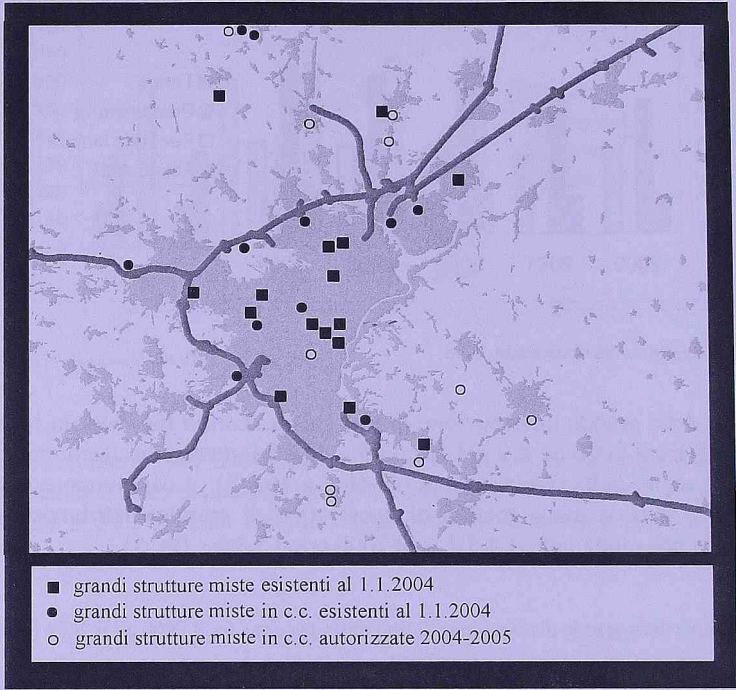 grandi strutture miste esistenti al 1.1.2004
grandi strutture miste in c.c. esistenti al 1.1.2004
grandi strutture miste in c.c. autorizzate 2004-2005